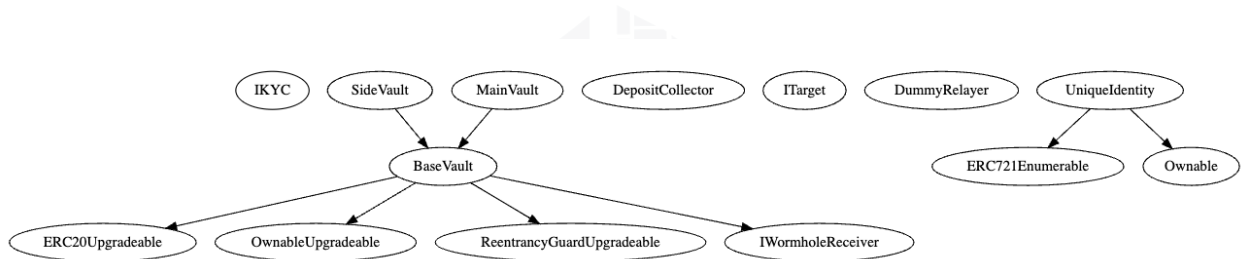 IKYC
SideVault
MainVault
DepositCollector
ITarget
DummyRelayer
UniqueIdentity
BaseVault
ERC721Enumerable
Ownable
ERC20Upgradeable
OwnableUpgradeable
ReentrancyGuardUpgradeable
IWormholeReceiver